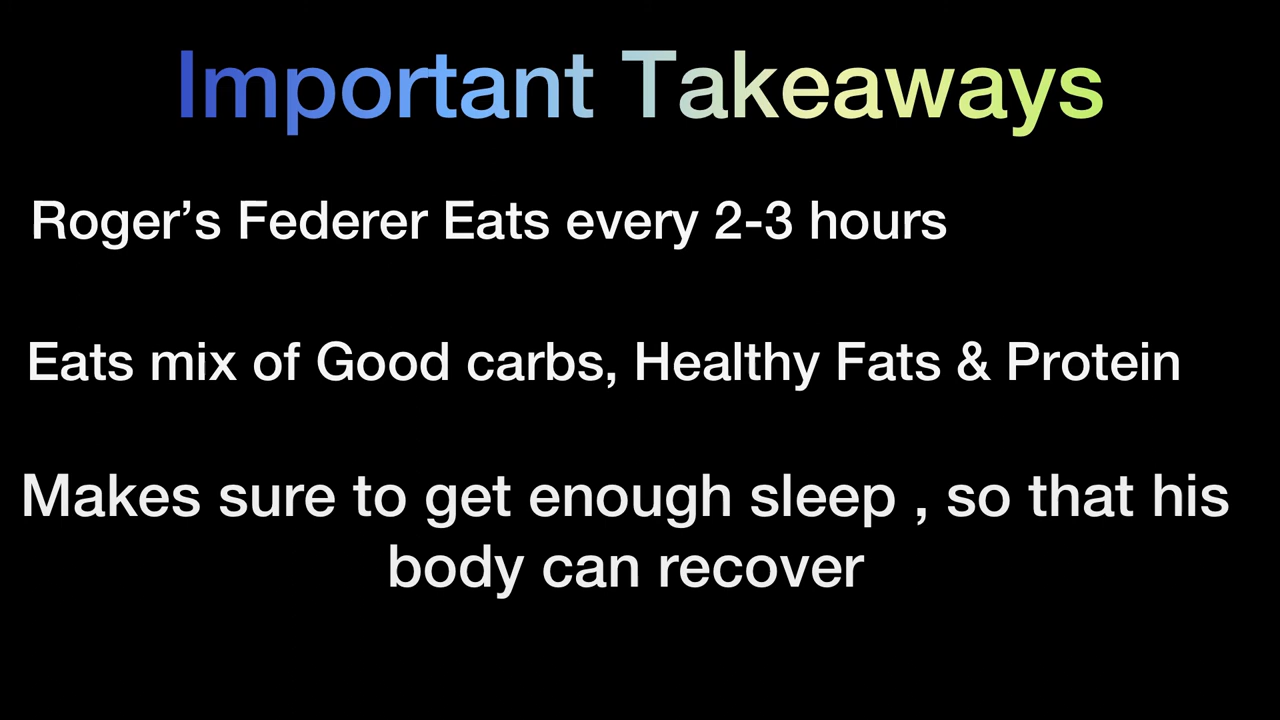 Important Takeaways
Roger’s Federer Eats every 2-3 hours
Eats mix of Good carbs, Healthy Fats & Protein
Makes sure to get enough sleep , so that his
body can recover